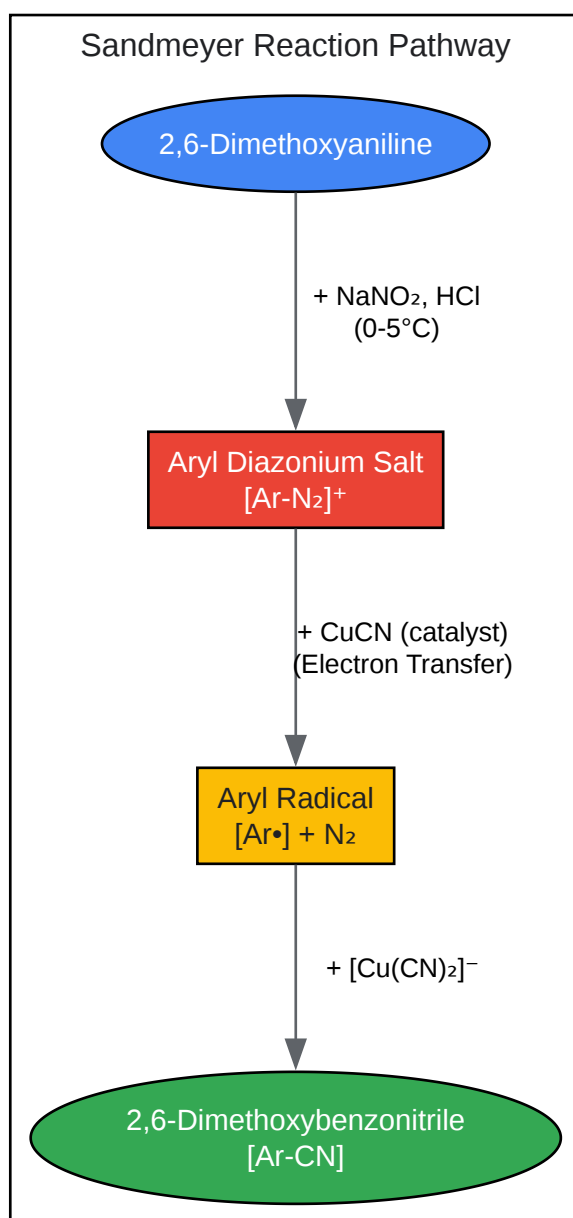 Sandmeyer Reaction Pathway
2,6-Dimethoxyaniline
+ NaNO₂, HCl
(0-5°C)
Aryl Diazonium Salt
[Ar-N₂]⁺
+ CuCN (catalyst)
(Electron Transfer)
Aryl Radical
[Ar•] + N₂
+ [Cu(CN)₂]⁻
2,6-Dimethoxybenzonitrile
[Ar-CN]